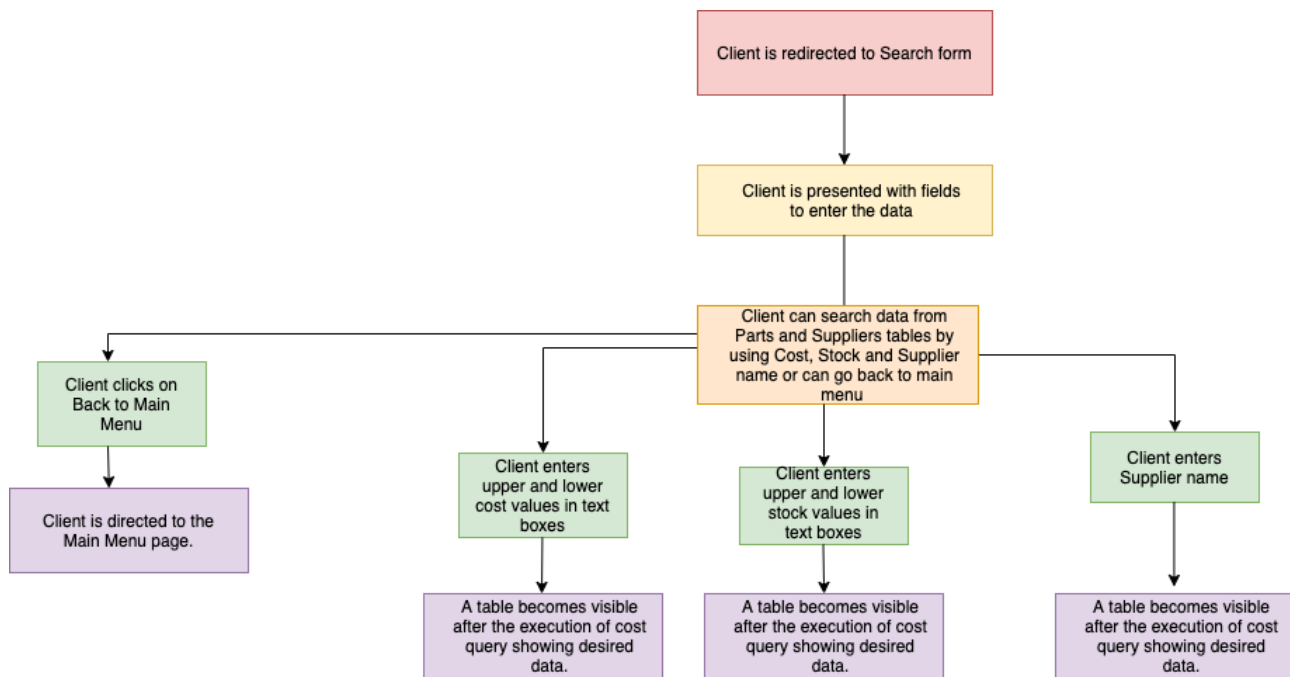 Client is redirected to Search form
Client is presented with fields
to enter the data
Client can search data from
Parts and Suppliers tables by
using Cost, Stock and Supplier
name or can go back to main
menu
Client clicks on
Back to Main
Menu
Client is directed to the
Main Menu page.
Client enters
upper and lower
cost values in text
boxes
A table becomes visible
after the execution of cost
query showing desired
data.
Client enters
upper and lower
stock values in
text boxes
A table becomes visible
after the execution of cost
query showing desired
data.
Client enters
Supplier name
A table becomes visible
after the execution of cost
query showing desired
data.